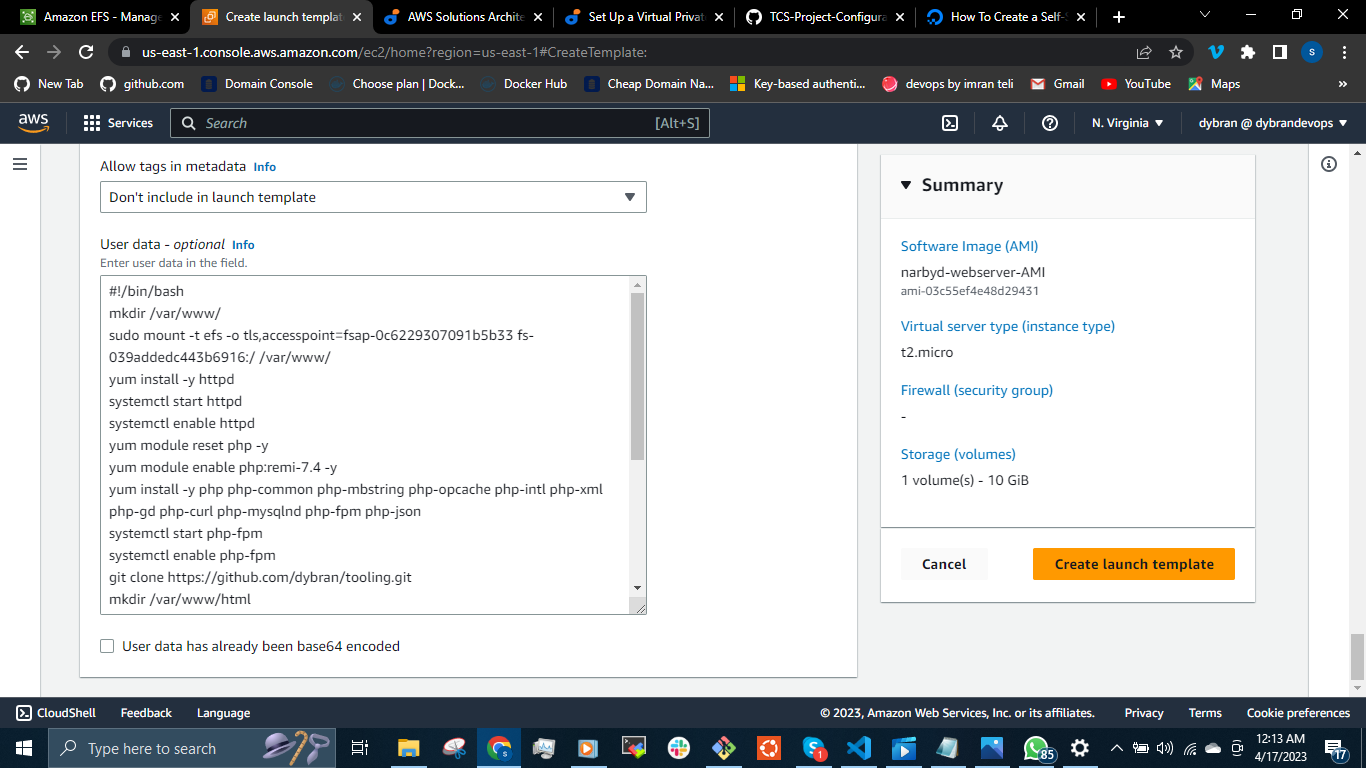 Amazon EFS - Manage
Create launch templat
AWS Solutions Archite
Set Up a Virtual Privat
TCS-Project-Configura
How To Create a Self-S
us-east-1.console.aws.amazon.com/ec2/home?region=us-east-1#CreateTemplate:
S
New Tab
github.com
Domain Console
Choose plan | Dock...
Docker Hub
Cheap Domain Na...
Key-based authenti...
devops by imran teli
Gmail
YouTube
Maps
»
aws
Services
Search
[Alt+S]
N. Virginia
dybran @ dybrandevops
Allow tags in metadata Info
Don't include in launch template
User data - optional Info
Enter user data in the field.
#!/bin/bash
mkdir /var/www/
sudo mount -t efs -o tls,accesspoint=fsap-0c6229307091b5b33 fs-
039addedc443b6916:/ /var/www/
yum install -y httpd
systemctl start httpd
systemctl enable httpd
yum module reset php -y
yum module enable php:remi-7.4 -y
yum install -y php php-common php-mbstring php-opcache php-intl php-xml
php-gd php-curl php-mysqlnd php-fpm php-json
systemctl start php-fpm
systemctl enable php-fpm
git clone https://github.com/dybran/tooling.git
mkdir /var/www/html
User data has already been base64 encoded
Summary
Software Image (AMI)
narbyd-webserver-AMI
ami-03c55ef4e48d29431
Virtual server type (instance type)
t2.micro
Firewall (security group)
-
Storage (volumes)
1 volume(s) - 10 GiB
Cancel
Create launch template
CloudShell
Feedback
Language
© 2023, Amazon Web Services, Inc. or its affiliates.
Privacy
Terms
Cookie preferences
Type here to search
1
85
12:13 AM
4/17/2023
17